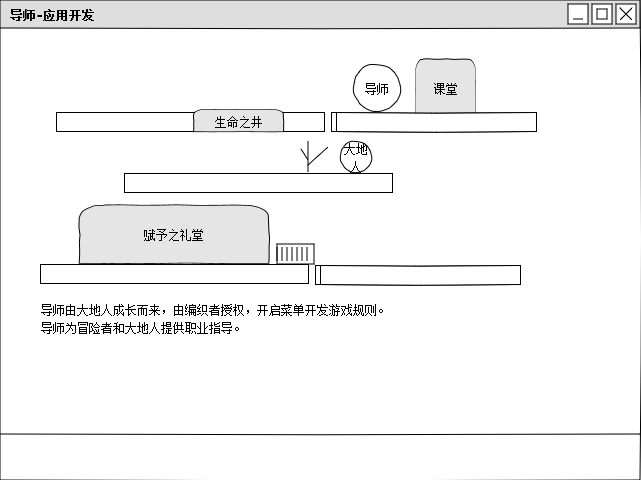 导师-应用开发
导师
课堂
生命之井
大地
人
赋予之礼堂
导师由大地人成长而来，由编织者授权，开启菜单开发游戏规则。
导师为冒险者和大地人提供职业指导。